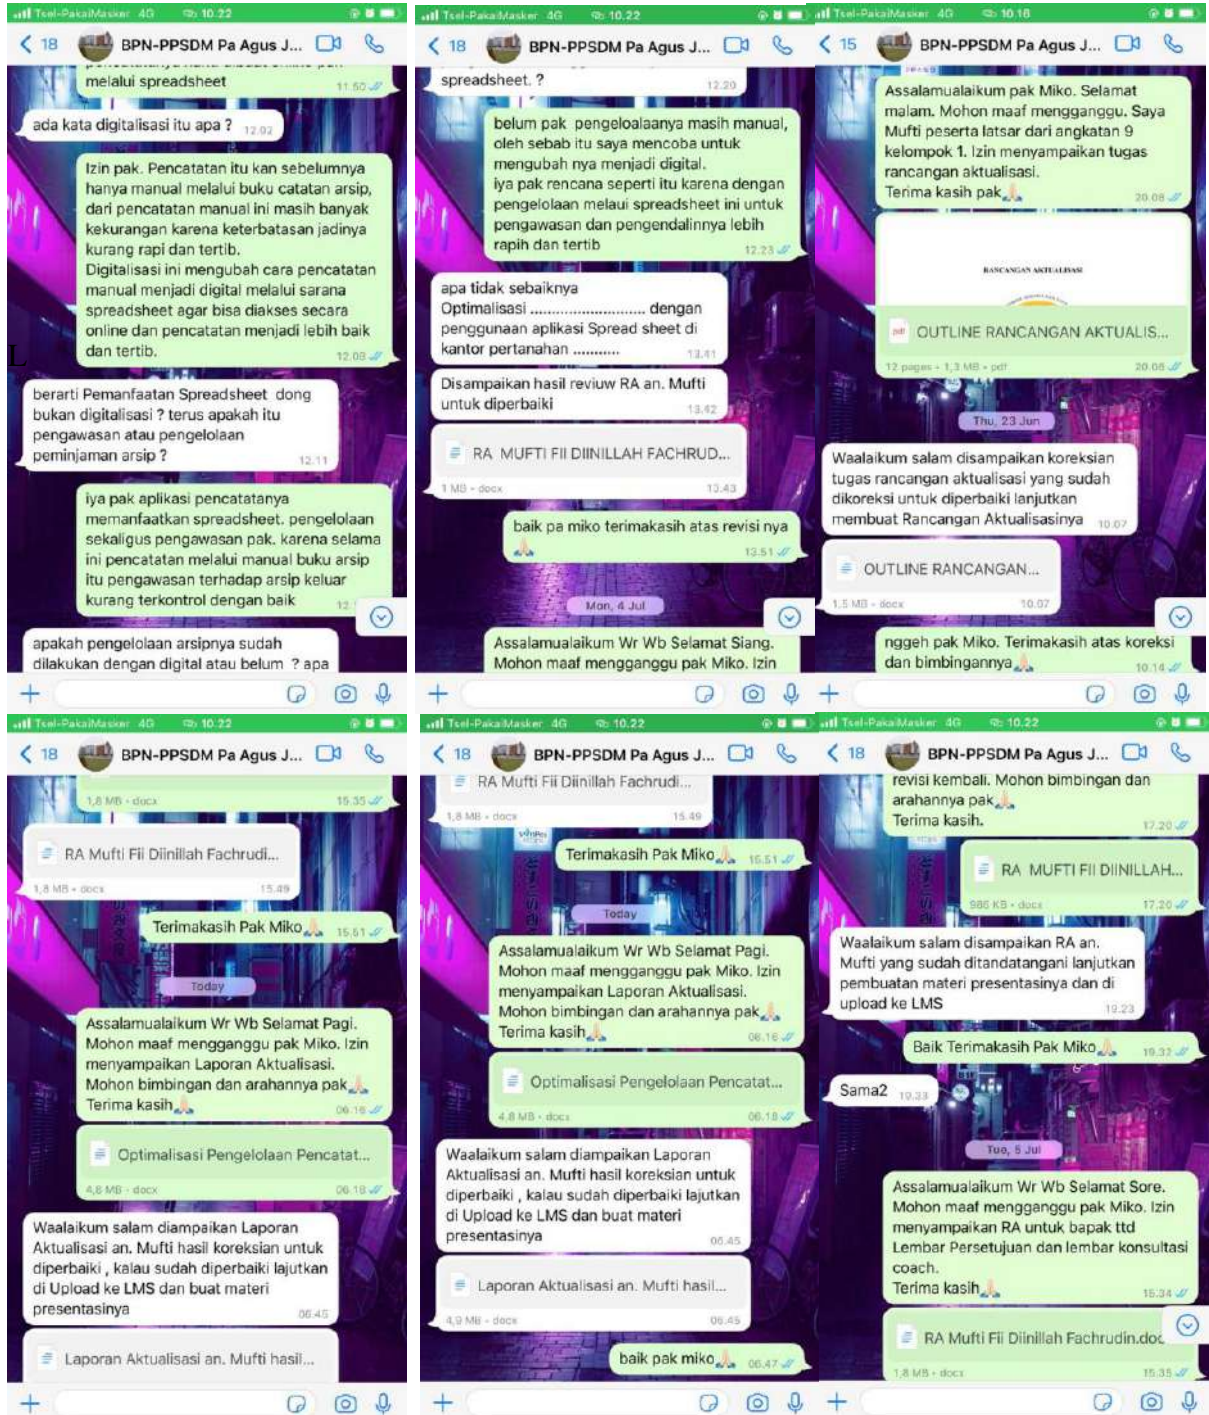 Tsel-PakaiMasker 4G 10.22
18 BPN-PPSDM Pa Agus J...
melalui spreadsheet
11.50
ada kata digitalisasi itu apa ? 12.02
Izin pak. Pencatatan itu kan sebelumnya
hanya manual melalui buku catatan arsip,
dari pencatatan manual ini masih banyak
kekurangan karena keterbatasan jadinya
kurang rapi dan tertib.
Digitalisasi ini mengubah cara pencatatan
manual menjadi digital melalui sarana
spreadsheet agar bisa diakses secara
online dan pencatatan menjadi lebih baik
dan tertib.
12.08
L
berarti Pemanfaatan Spreadsheet dong
bukan digitalisasi ? terus apakah itu
pengawasan atau pengelolaan
peminjaman arsip ?
12.11
iya pak aplikasi pencatatanya
memanfaatkan spreadsheet. pengelolaan
sekaligus pengawasan pak. karena selama
ini pencatatan melalui manual buku arsip
itu pengawasan terhadap arsip keluar
kurang terkontrol dengan baik
apakah pengelolaan arsipnya sudah
dilakukan dengan digital atau belum ? apa
Tsel-PakaiMasker 4G 10.22
18 BPN-PPSDM Pa Agus J...
spreadsheet. ?
12.20
belum pak pengeloalaanya masih manual,
oleh sebab itu saya mencoba untuk
mengubah nya menjadi digital.
iya pak rencana seperti itu karena dengan
pengelolaan melaui spreadsheet ini untuk
pengawasan dan pengendalinnya lebih
rapih dan tertib
12.23
apa tidak sebaiknya
Optimalisasi ............................ dengan
penggunaan aplikasi Spread sheet di
kantor pertanahan ...........
13.41
Disampaikan hasil reviuw RA an. Mufti
untuk diperbaiki
13.42
RA MUFTI FII DIINILLAH FACHRUD...
1 MB • docx 13.43
baik pa miko terimakasih atas revisi nya
🙏🏻
13.51
Mon, 4 Jul
Assalamualaikum Wr Wb Selamat Siang.
Mohon maaf mengganggu pak Miko. Izin
Tsel-PakaiMasker 4G 10.16
15 BPN-PPSDM Pa Agus J...
Assalamualaikum pak Miko. Selamat
malam. Mohon maaf mengganggu. Saya
Mufti peserta latsar dari angkatan 9
kelompok 1. Izin menyampaikan tugas
rancangan aktualisasi.
Terima kasih pak🙏🏻
20.08
RANCANGAN AKTUALISASI
pdf OUTLINE RANCANGAN AKTUALIS...
12 pages • 1,3 MB • pdf 20.08
Thu, 23 Jun
Waalaikum salam disampaikan koreksian
tugas rancangan aktualisasi yang sudah
dikoreksi untuk diperbaiki lanjutkan
membuat Rancangan Aktualisasinya 10.07
OUTLINE RANCANGAN...
1,5 MB • docx 10.07
nggeh pak Miko. Terimakasih atas koreksi
dan bimbingannya🙏🏻 10.14
Tsel-PakaiMasker 4G 10.22
18 BPN-PPSDM Pa Agus J...
1,8 MB • docx 15.35
RA Mufti Fii Diinillah Fachrudi...
1,8 MB • docx 15.49
Terimakasih Pak Miko🙏🏻 15.51
Today
Assalamualaikum Wr Wb Selamat Pagi.
Mohon maaf mengganggu pak Miko. Izin
menyampaikan Laporan Aktualisasi.
Mohon bimbingan dan arahannya pak🙏🏻
Terima kasih🙏🏻
06.16
Optimalisasi Pengelolaan Pencatat...
4,8 MB • docx 06.18
Waalaikum salam diampaikan Laporan
Aktualisasi an. Mufti hasil koreksian untuk
diperbaiki , kalau sudah diperbaiki lajutkan
di Upload ke LMS dan buat materi
presentasinya
06.45
Laporan Aktualisasi an. Mufti hasil...
Tsel-PakaiMasker 4G 10.22
18 BPN-PPSDM Pa Agus J...
RA Mufti Fii Diinillah Fachrudi...
1,8 MB • docx 15.49
Terimakasih Pak Miko🙏🏻 15.51
Today
Assalamualaikum Wr Wb Selamat Pagi.
Mohon maaf mengganggu pak Miko. Izin
menyampaikan Laporan Aktualisasi.
Mohon bimbingan dan arahannya pak🙏🏻
Terima kasih🙏🏻
06.16
Optimalisasi Pengelolaan Pencatat...
4,8 MB • docx 06.18
Waalaikum salam diampaikan Laporan
Aktualisasi an. Mufti hasil koreksian untuk
diperbaiki , kalau sudah diperbaiki lajutkan
di Upload ke LMS dan buat materi
presentasinya
06.45
Laporan Aktualisasi an. Mufti hasil...
4,9 MB • docx 06.45
baik pak miko🙏🏻 06.47
Tsel-PakaiMasker 4G 10.22
18 BPN-PPSDM Pa Agus J...
revisi kembali. Mohon bimbingan dan
arahannya pak🙏🏻
Terima kasih.
17.20
RA MUFTI FII DIINILLAH...
986 KB • docx 17.20
Waalaikum salam disampaikan RA an.
Mufti yang sudah ditandatangani lanjutkan
pembuatan materi presentasinya dan di
upload ke LMS
19.23
Baik Terimakasih Pak Miko🙏🏻 19.32
Sama2 19.33
Tue, 5 Jul
Assalamualaikum Wr Wb Selamat Sore.
Mohon maaf mengganggu pak Miko. Izin
menyampaikan RA untuk bapak ttd
Lembar Persetujuan dan lembar konsultasi
coach.
Terima kasih🙏🏻
15.34
RA Mufti Fii Diinillah Fachrudin.doc
1,8 MB • docx 15.35